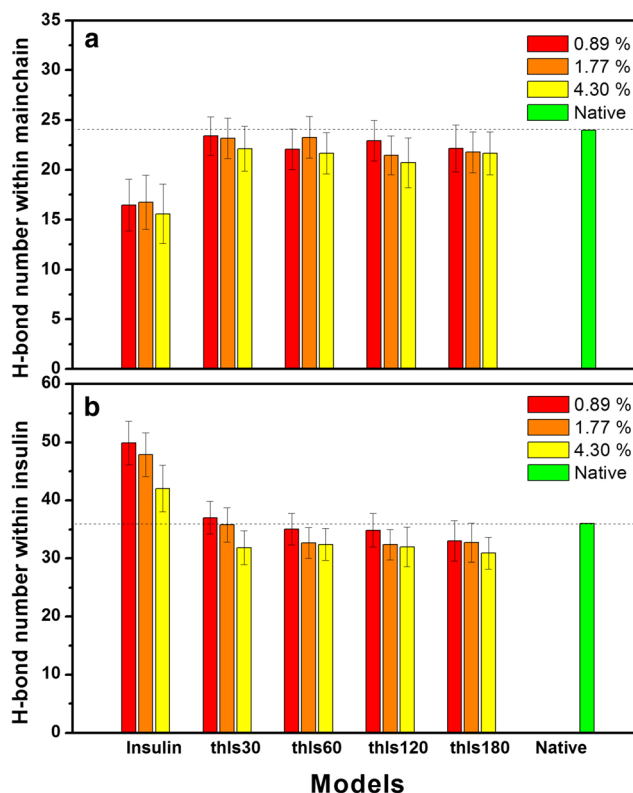 a
H-bond number within mainchain
35
30
25
20
15
10
5
0
0.89 %
1.77 %
4.30 %
Native
b
H-bond number within insulin
60
50
40
30
20
10
0
0.89 %
1.77 %
4.30 %
Native
Insulin thls30 thls60 thls120 thls180 Native
Models